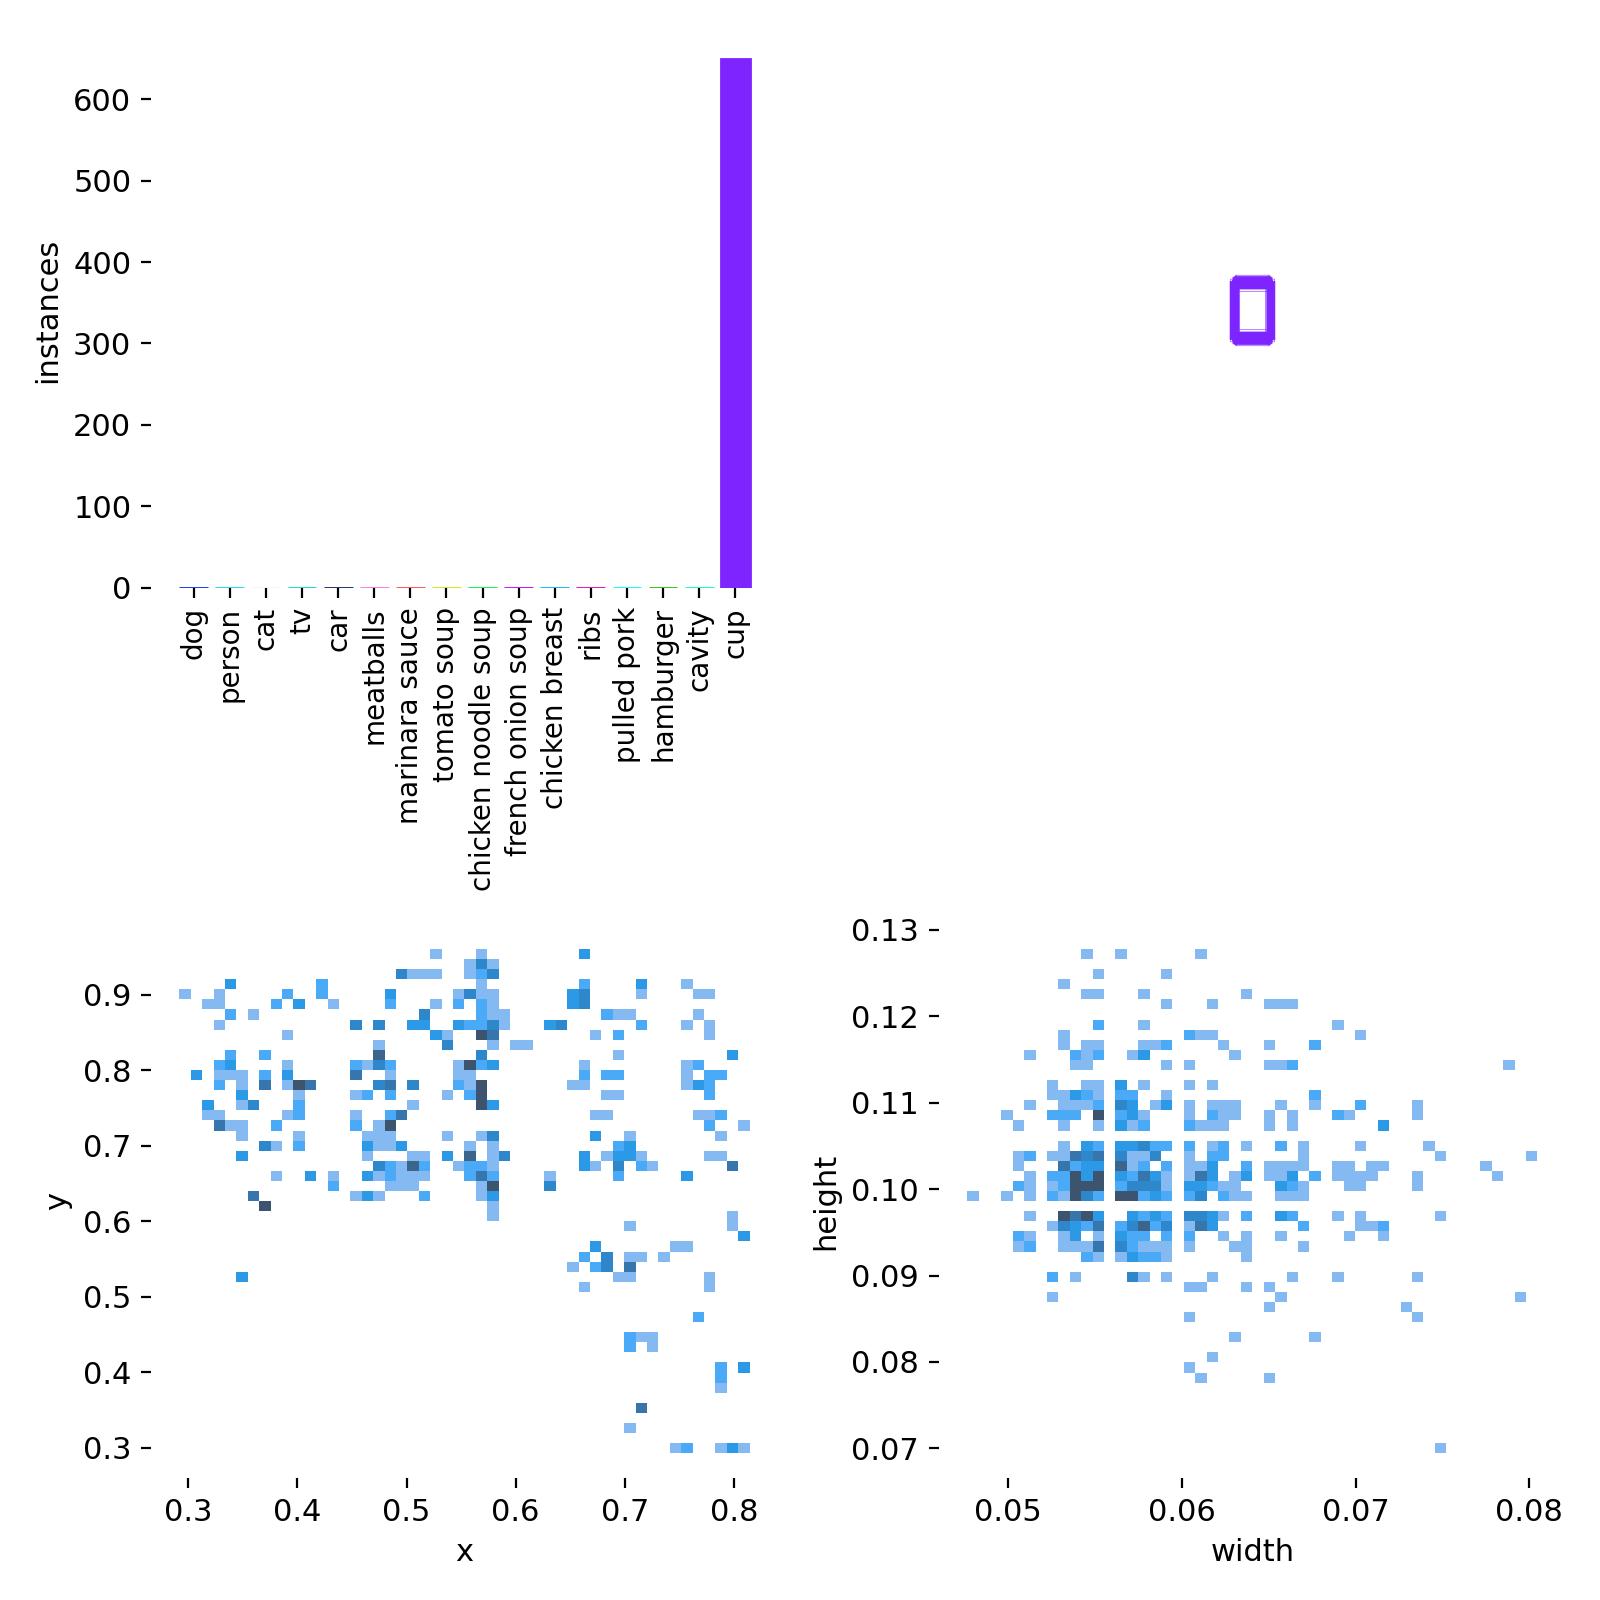 600
500
400
300
200
100
0
instances
dog
person
cat
tv
car
meatballs
marinara sauce
tomato soup
chicken noodle soup
french onion soup
chicken breast
ribs
pulled pork
hamburger
cavity
cup
0.9
0.8
0.7
0.6
0.5
0.4
0.3
y
0.3
0.4
0.5
0.6
0.7
0.8
x
0.13
0.12
0.11
0.10
0.09
0.08
0.07
height
0.05
0.06
0.07
0.08
width